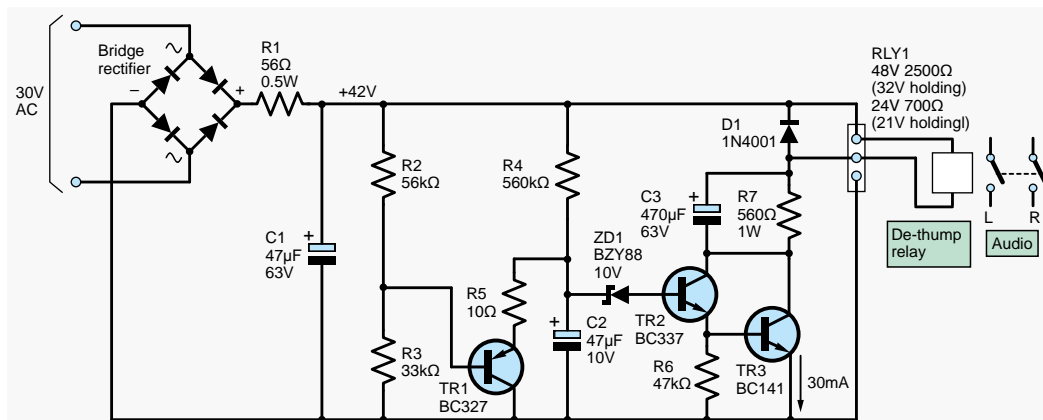 30V
AC
Bridge
rectifier
–
+
R1
56Ω
0.5W
+42V
C1
47µF
63V
+
R2
56kΩ
R3
33kΩ
R5
10Ω
TR1
BC327
R4
560kΩ
C2
47µF
10V
+
ZD1
BZY88
10V
C3
470µF
63V
+
D1
1N4001
R7
560Ω
1W
TR2
BC337
R6
47kΩ
TR3
BC141
30mA
RLY1
48V 2500Ω
(32V holding)
24V 700Ω
(21V holdingl)
L
R
De-thump
relay
Audio